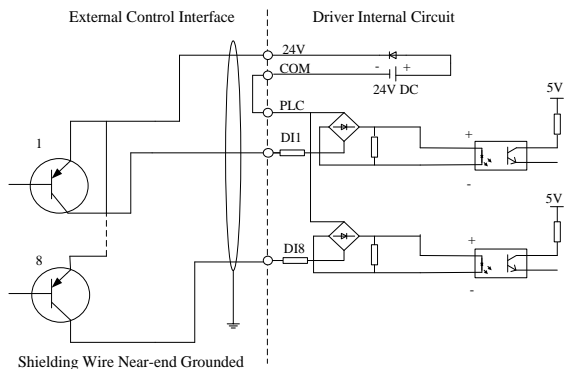 External Control Interface
Driver Internal Circuit
24V
COM
- +
24V DC
PLC
5V
1
DI1
+
-
5V
8
DI8
+
-
Shielding Wire Near-end Grounded